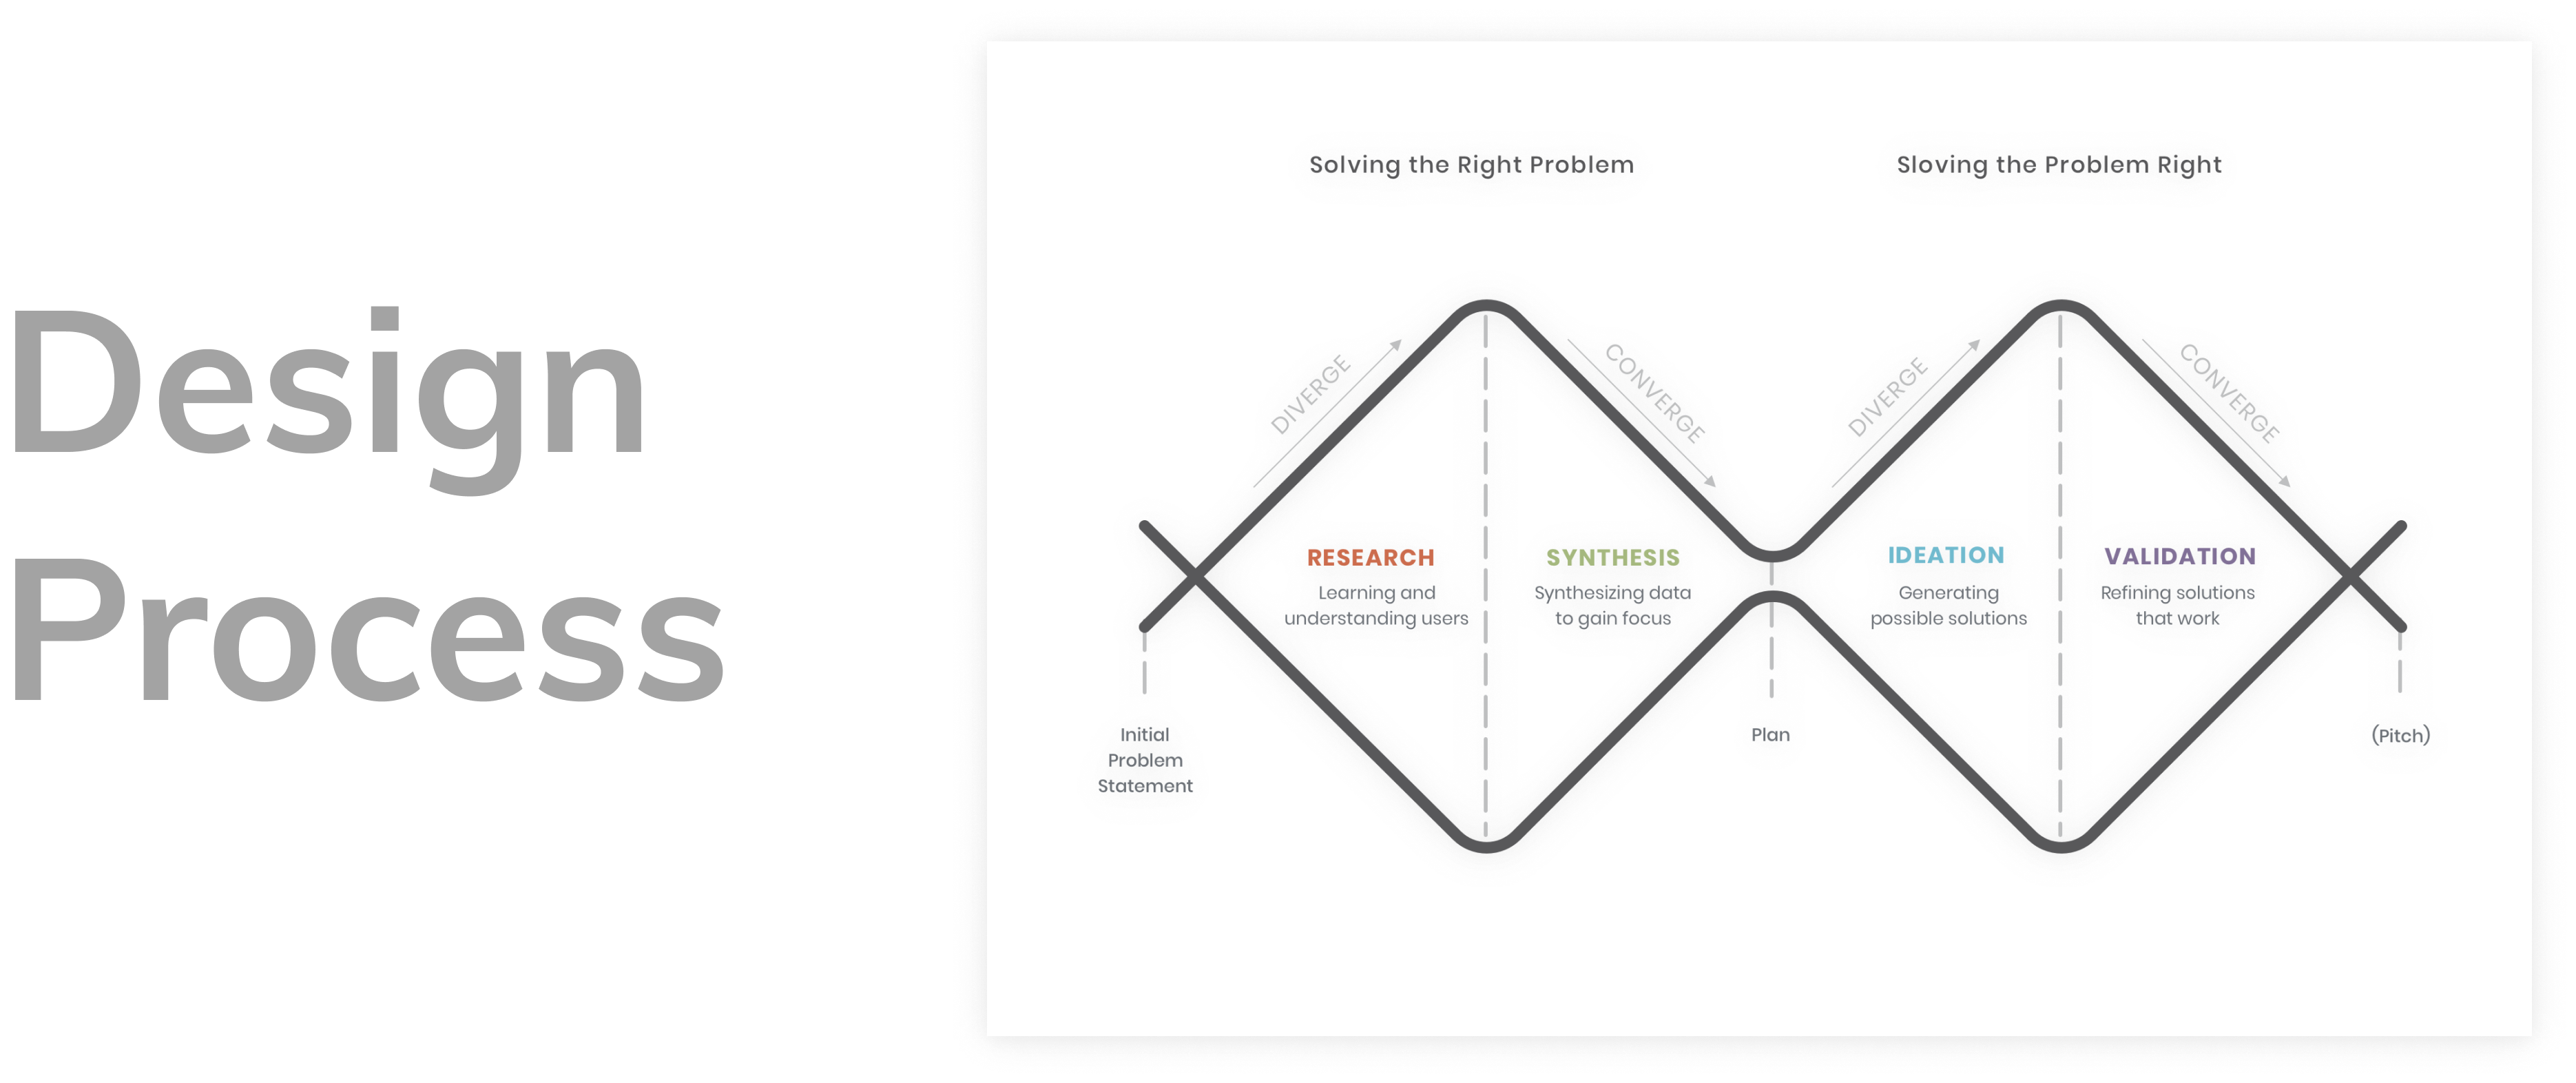 Design
Process
Solving the Right Problem
Sloving the Problem Right
DIVERGE
CONVERGE
DIVERGE
CONVERGE
RESEARCH
Learning and
understanding users
SYNTHESIS
Synthesizing data
to gain focus
IDEATION
Generating
possible solutions
VALIDATION
Refining solutions
that work
Initial
Problem
Statement
Plan
(Pitch)